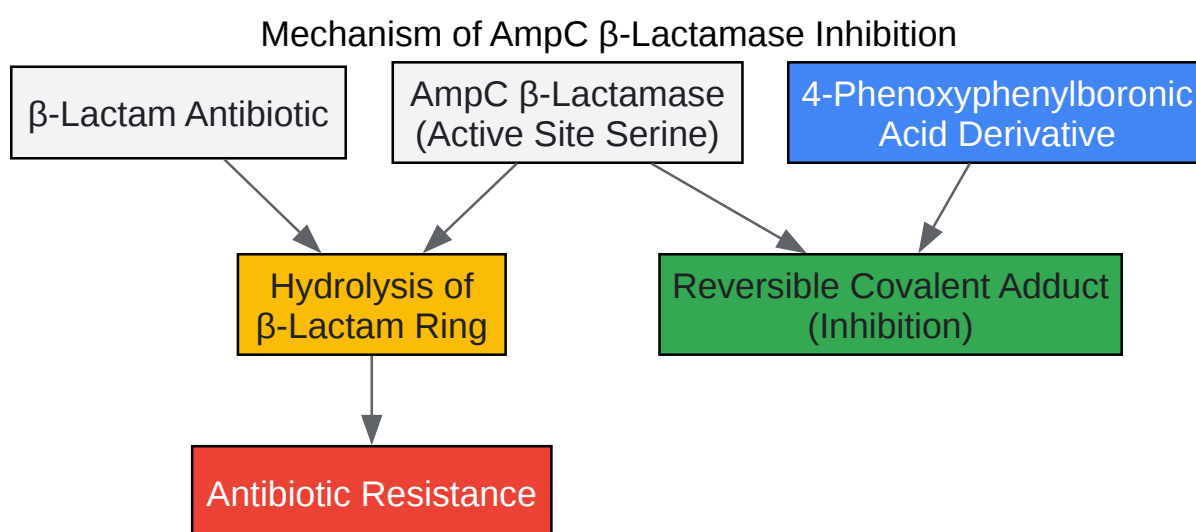 Mechanism of AmpC β-Lactamase Inhibition
β-Lactam Antibiotic
AmpC β-Lactamase
(Active Site Serine)
4-Phenoxyphenylboronic
Acid Derivative
Hydrolysis of
β-Lactam Ring
Reversible Covalent Adduct
(Inhibition)
Antibiotic Resistance